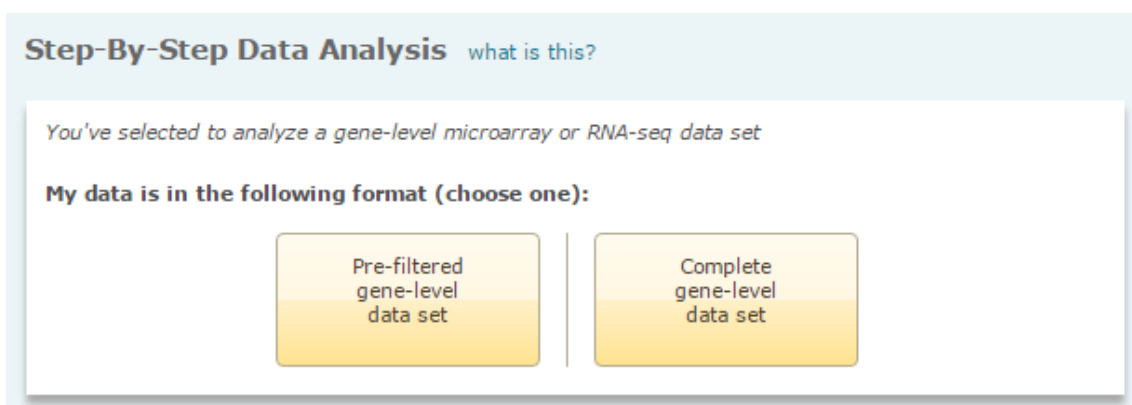 Step-By-Step Data Analysis what is this?
You've selected to analyze a gene-level microarray or RNA-seq data set
My data is in the following format (choose one):
Pre-filtered
gene-level
data set
Complete
gene-level
data set